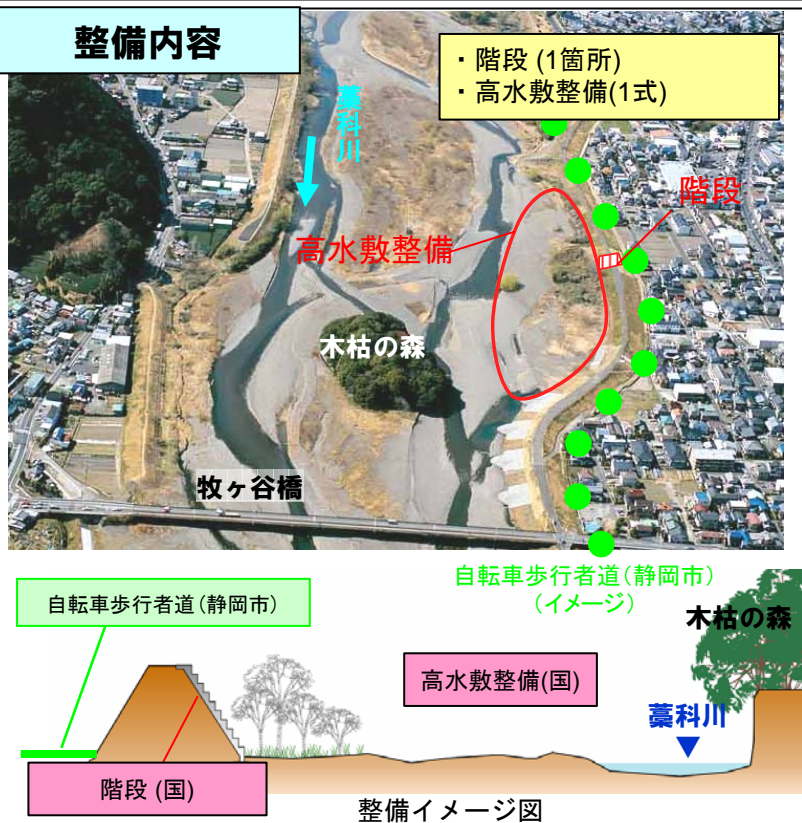 整備内容
・階段 (1箇所)
・高水敷整備(1式)
藁科川
階段
高水敷整備
木枯の森
牧ヶ谷橋
自転車歩行者道(静岡市)
(イメージ)
自転車歩行者道(静岡市)
木枯の森
高水敷整備(国)
藁科川
階段 (国)
整備イメージ図